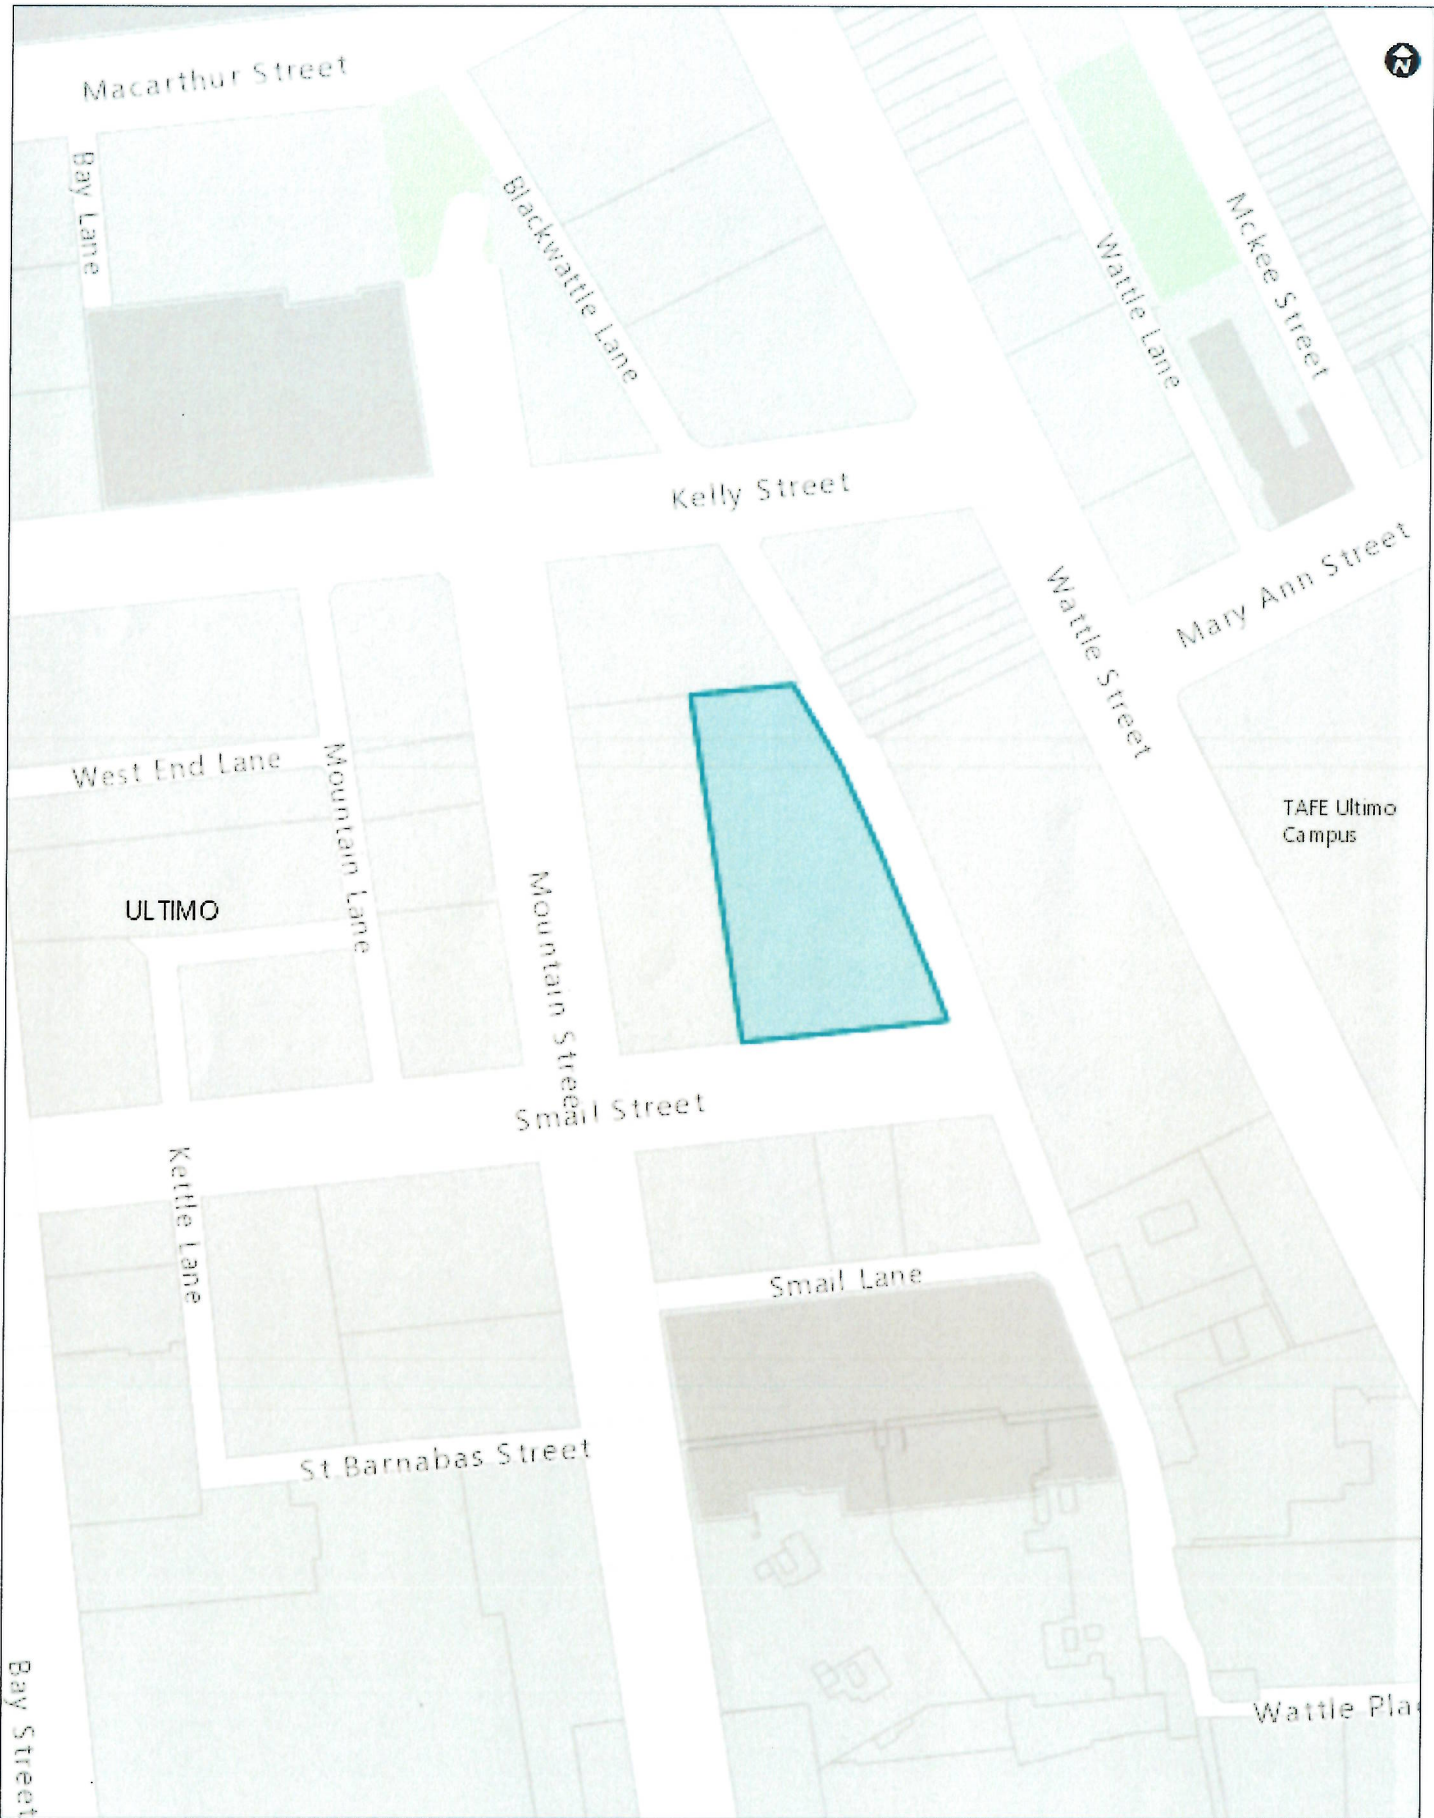 Macarthur Street
N
Bay Lane
Blackwattle Lane
Mckee Street
Wattle Lane
Kelly Street
Mary Ann Street
Wattle Street
West End Lane
Mountain Lane
TAFE Ultimo
Campus
ULTIMO
Mountain Stree
Smail Street
Kettle Lane
Smail Lane
St Barnabas Street
Bay Street
Wattle Pla